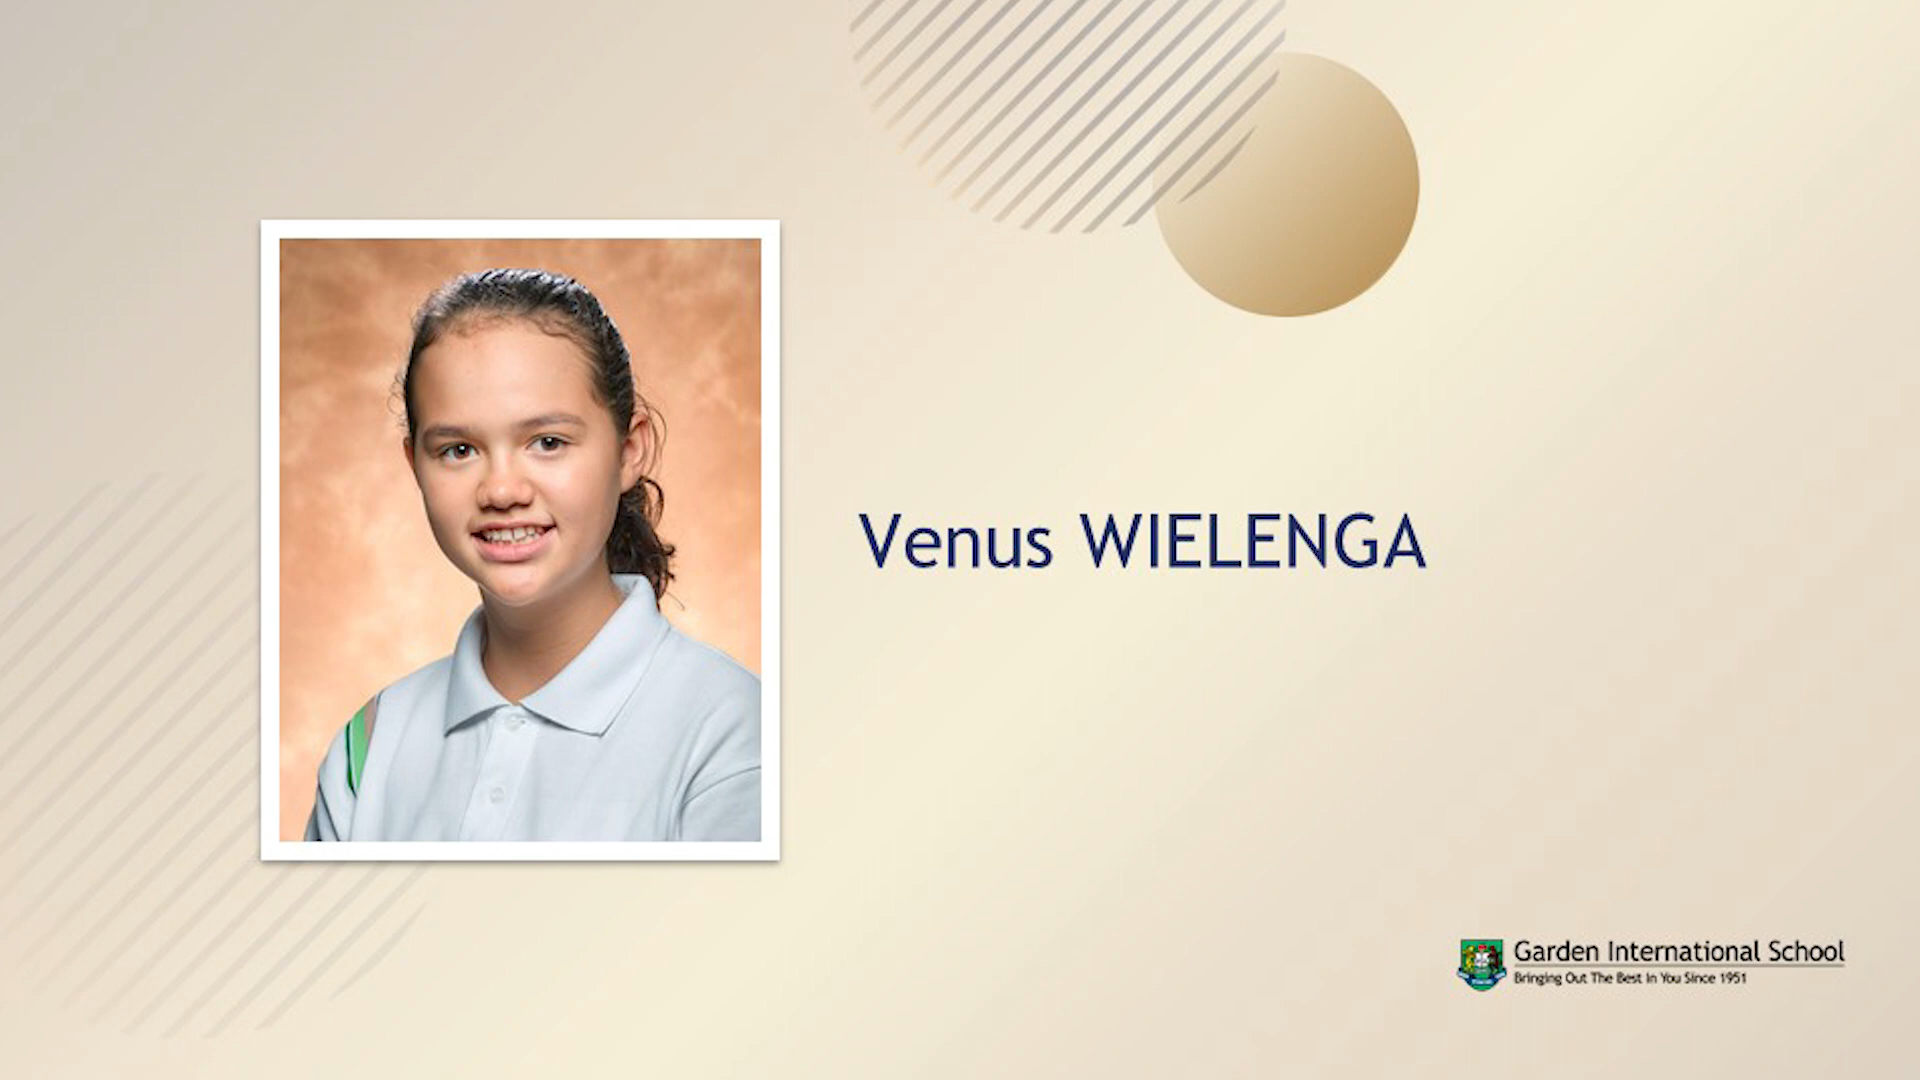 Venus WIELENGA
Garden International School
Bringing Out The Best In You Since 1951